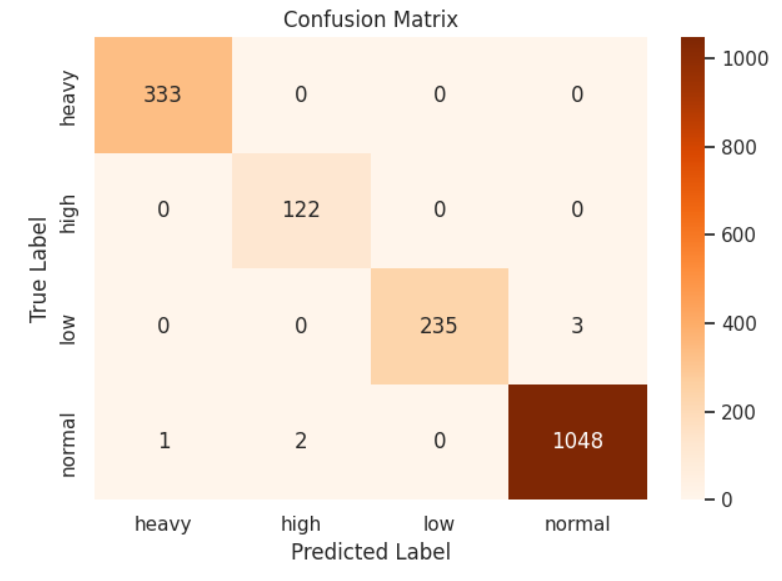 Confusion Matrix
True Label
heavy 333 0 0 0
high 0 122 0 0
low 0 0 235 3
normal 1 2 0 1048
heavy high low normal
Predicted Label
1000
800
600
400
200
0